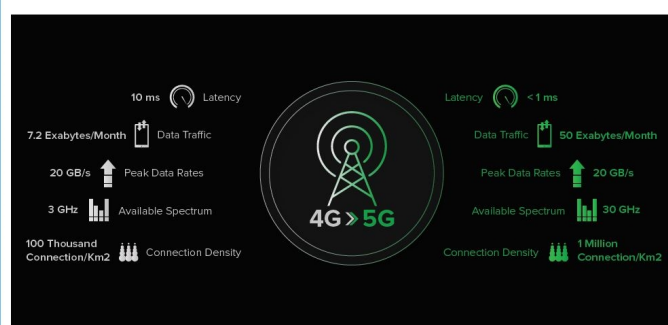 10 ms Latency
7.2 Exabytes/Month Data Traffic
20 GB/s Peak Data Rates
3 GHz Available Spectrum
100 Thousand
Connection/Km2 Connection Density
4G >> 5G
Latency < 1 ms
Data Traffic 50 Exabytes/Month
Peak Data Rates 20 GB/s
Available Spectrum 30 GHz
Connection Density 1 Million
Connection/Km2